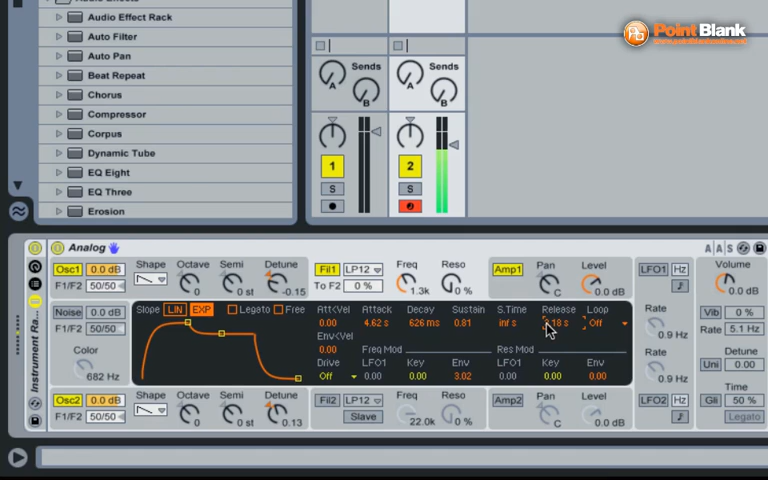 Audio Effect Rack
Auto Filter
Auto Pan
Beat Repeat
Chorus
Compressor
Corpus
Dynamic Tube
EQ Eight
EQ Three
Erosion
Point Blank
Sends Sends
A B A B
1 2
S S
Analog
A A S
Instrument Ra..
Osc1 0.0 dB Shape Octave Semi Detune
F1/F2 50/50 0 0 st -0.15
Fil1 LP12 Freq Reso
To F2 0 % 1.3k 0 %
Amp1 Pan Level
C 0.0 dB
LFO1 Hz
Volume
0.0 dB
Noise 0.0 dB
F1/F2 50/50
Color
682 Hz
Slope LIN EXP Legato Free
Att<Vel Attack Decay Sustain S.Time Release Loop
0.00 4.62 s 626 ms 0.81 inf s Off
Env<Vel
0.00 Freq Mod Res Mod
Drive LFO1 Key Env LFO1 Key Env
Off 0.00 0.00 3.02 0.00 0.00 0.00
Rate
0.9 Hz
Rate
0.9 Hz
Vib 0 %
Rate 5.1 Hz
Detune
Uni 0.00
Time
Gli 50 %
Legato
Osc2 0.0 dB Shape Octave Semi Detune
F1/F2 50/50 0 0 st 0.13
Fil2 LP12 Freq Reso
Slave 22.0k 0 %
Amp2 Pan Level
C 0.0 dB
LFO2 Hz